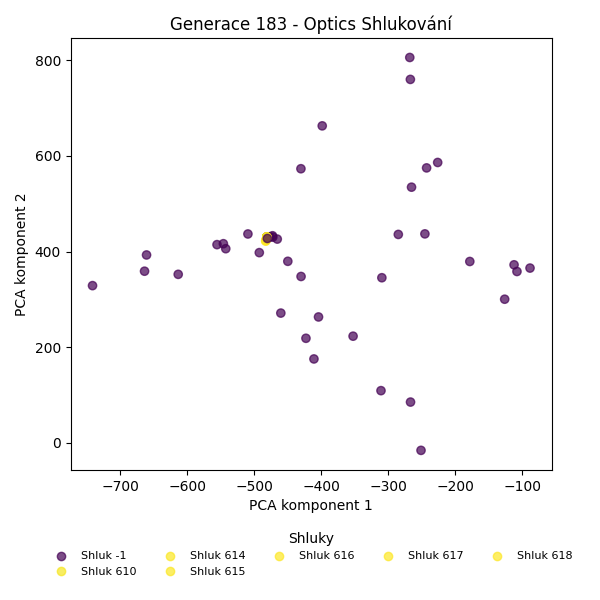 Generace 183 - Optics Shlukování
PCA komponent 2
800
600
400
200
0
−700 −600 −500 −400 −300 −200 −100
PCA komponent 1
Shluky
Shluk -1 Shluk 614 Shluk 616 Shluk 617 Shluk 618
Shluk 610 Shluk 615